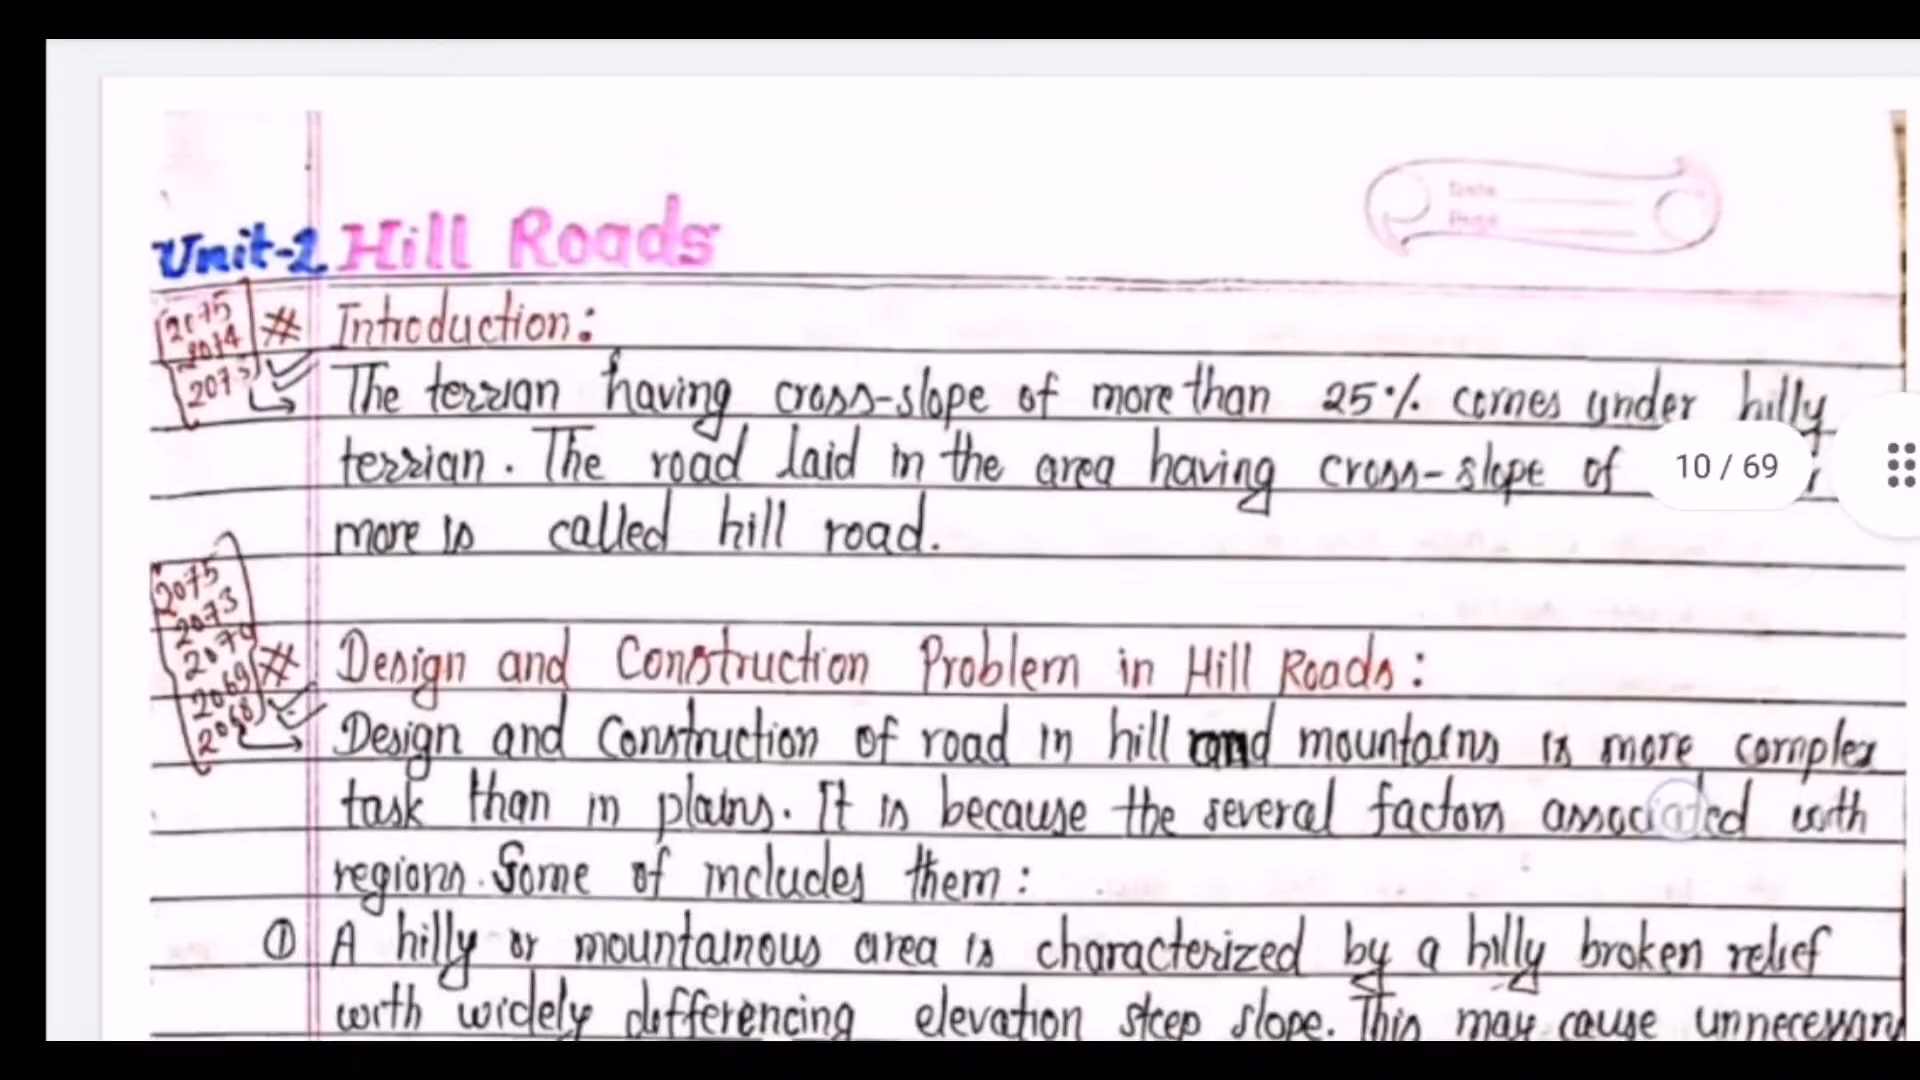 Date
Page
Unit-2 Hill Roads
2075
2074
2073
# Introduction:
The terrian having cross-slope of more than 25% comes under hilly
terrian. The road laid in the area having cross-slope of
10 / 69
more is called hill road.
2075
2073
2069
2068
# Design and Construction Problem in Hill Roads:
Design and Construction of road in hill and mountains is more complex
task than in plains. It is because the several factors associated with
regions. Some of includes them:
① A hilly or mountainous area is characterized by a hilly broken relief
with widely differencing elevation steep slope. This may cause unnecessary